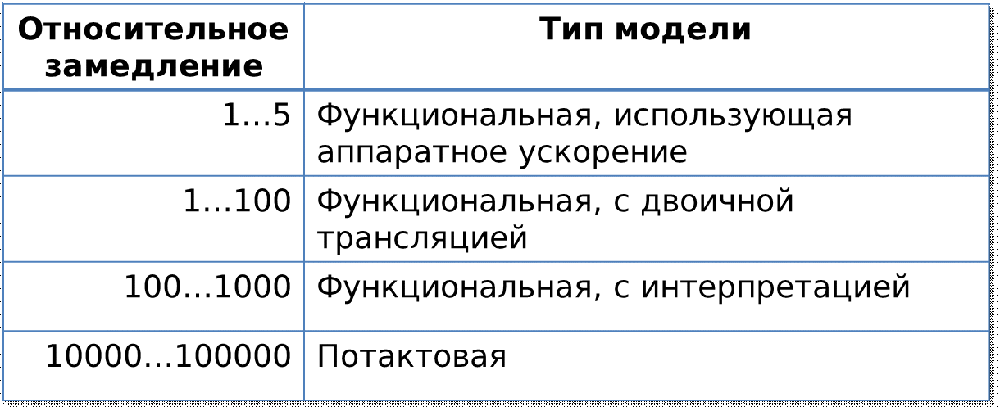 Относительное
замедление
Тип модели
1...5
Функциональная, использующая
аппаратное ускорение
1...100
Функциональная, с двоичной
трансляцией
100...1000
Функциональная, с интерпретацией
10000...100000
Потактовая